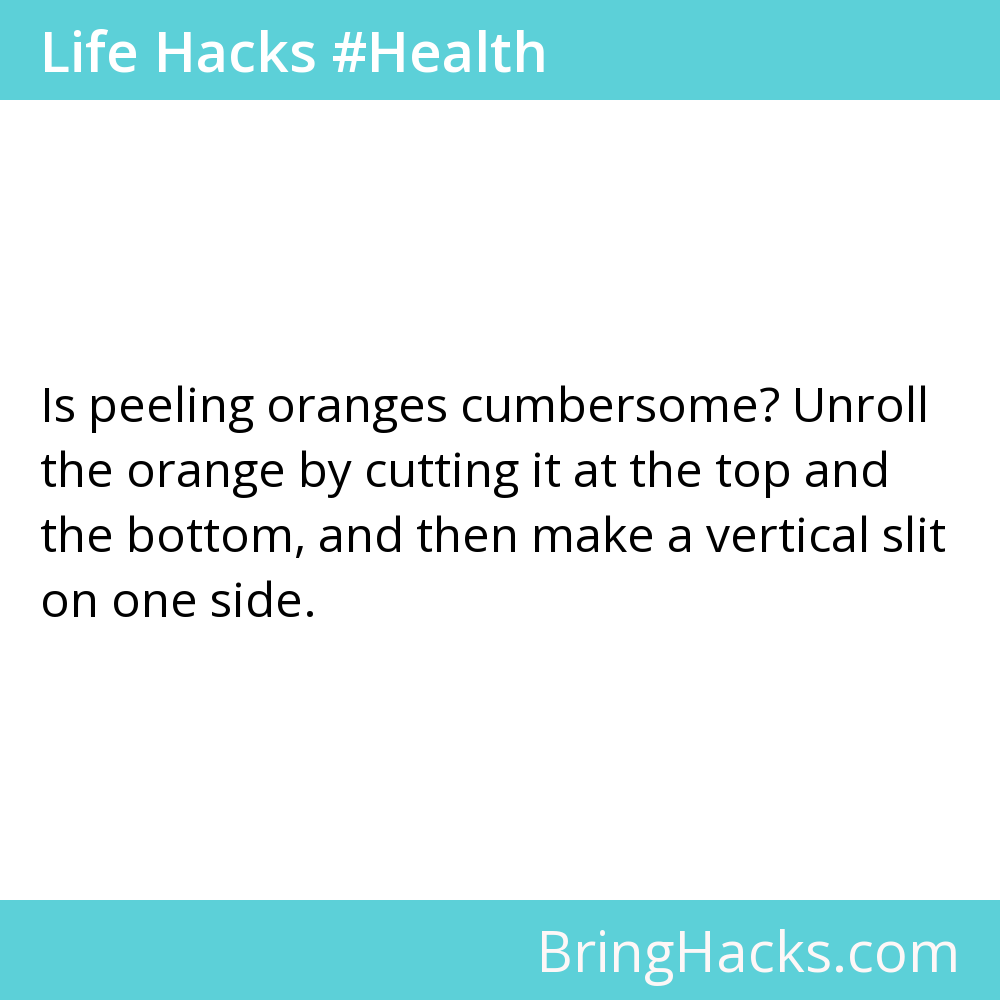 Life Hacks #Health
Is peeling oranges cumbersome? Unroll
the orange by cutting it at the top and
the bottom, and then make a vertical slit
on one side.
BringHacks.com